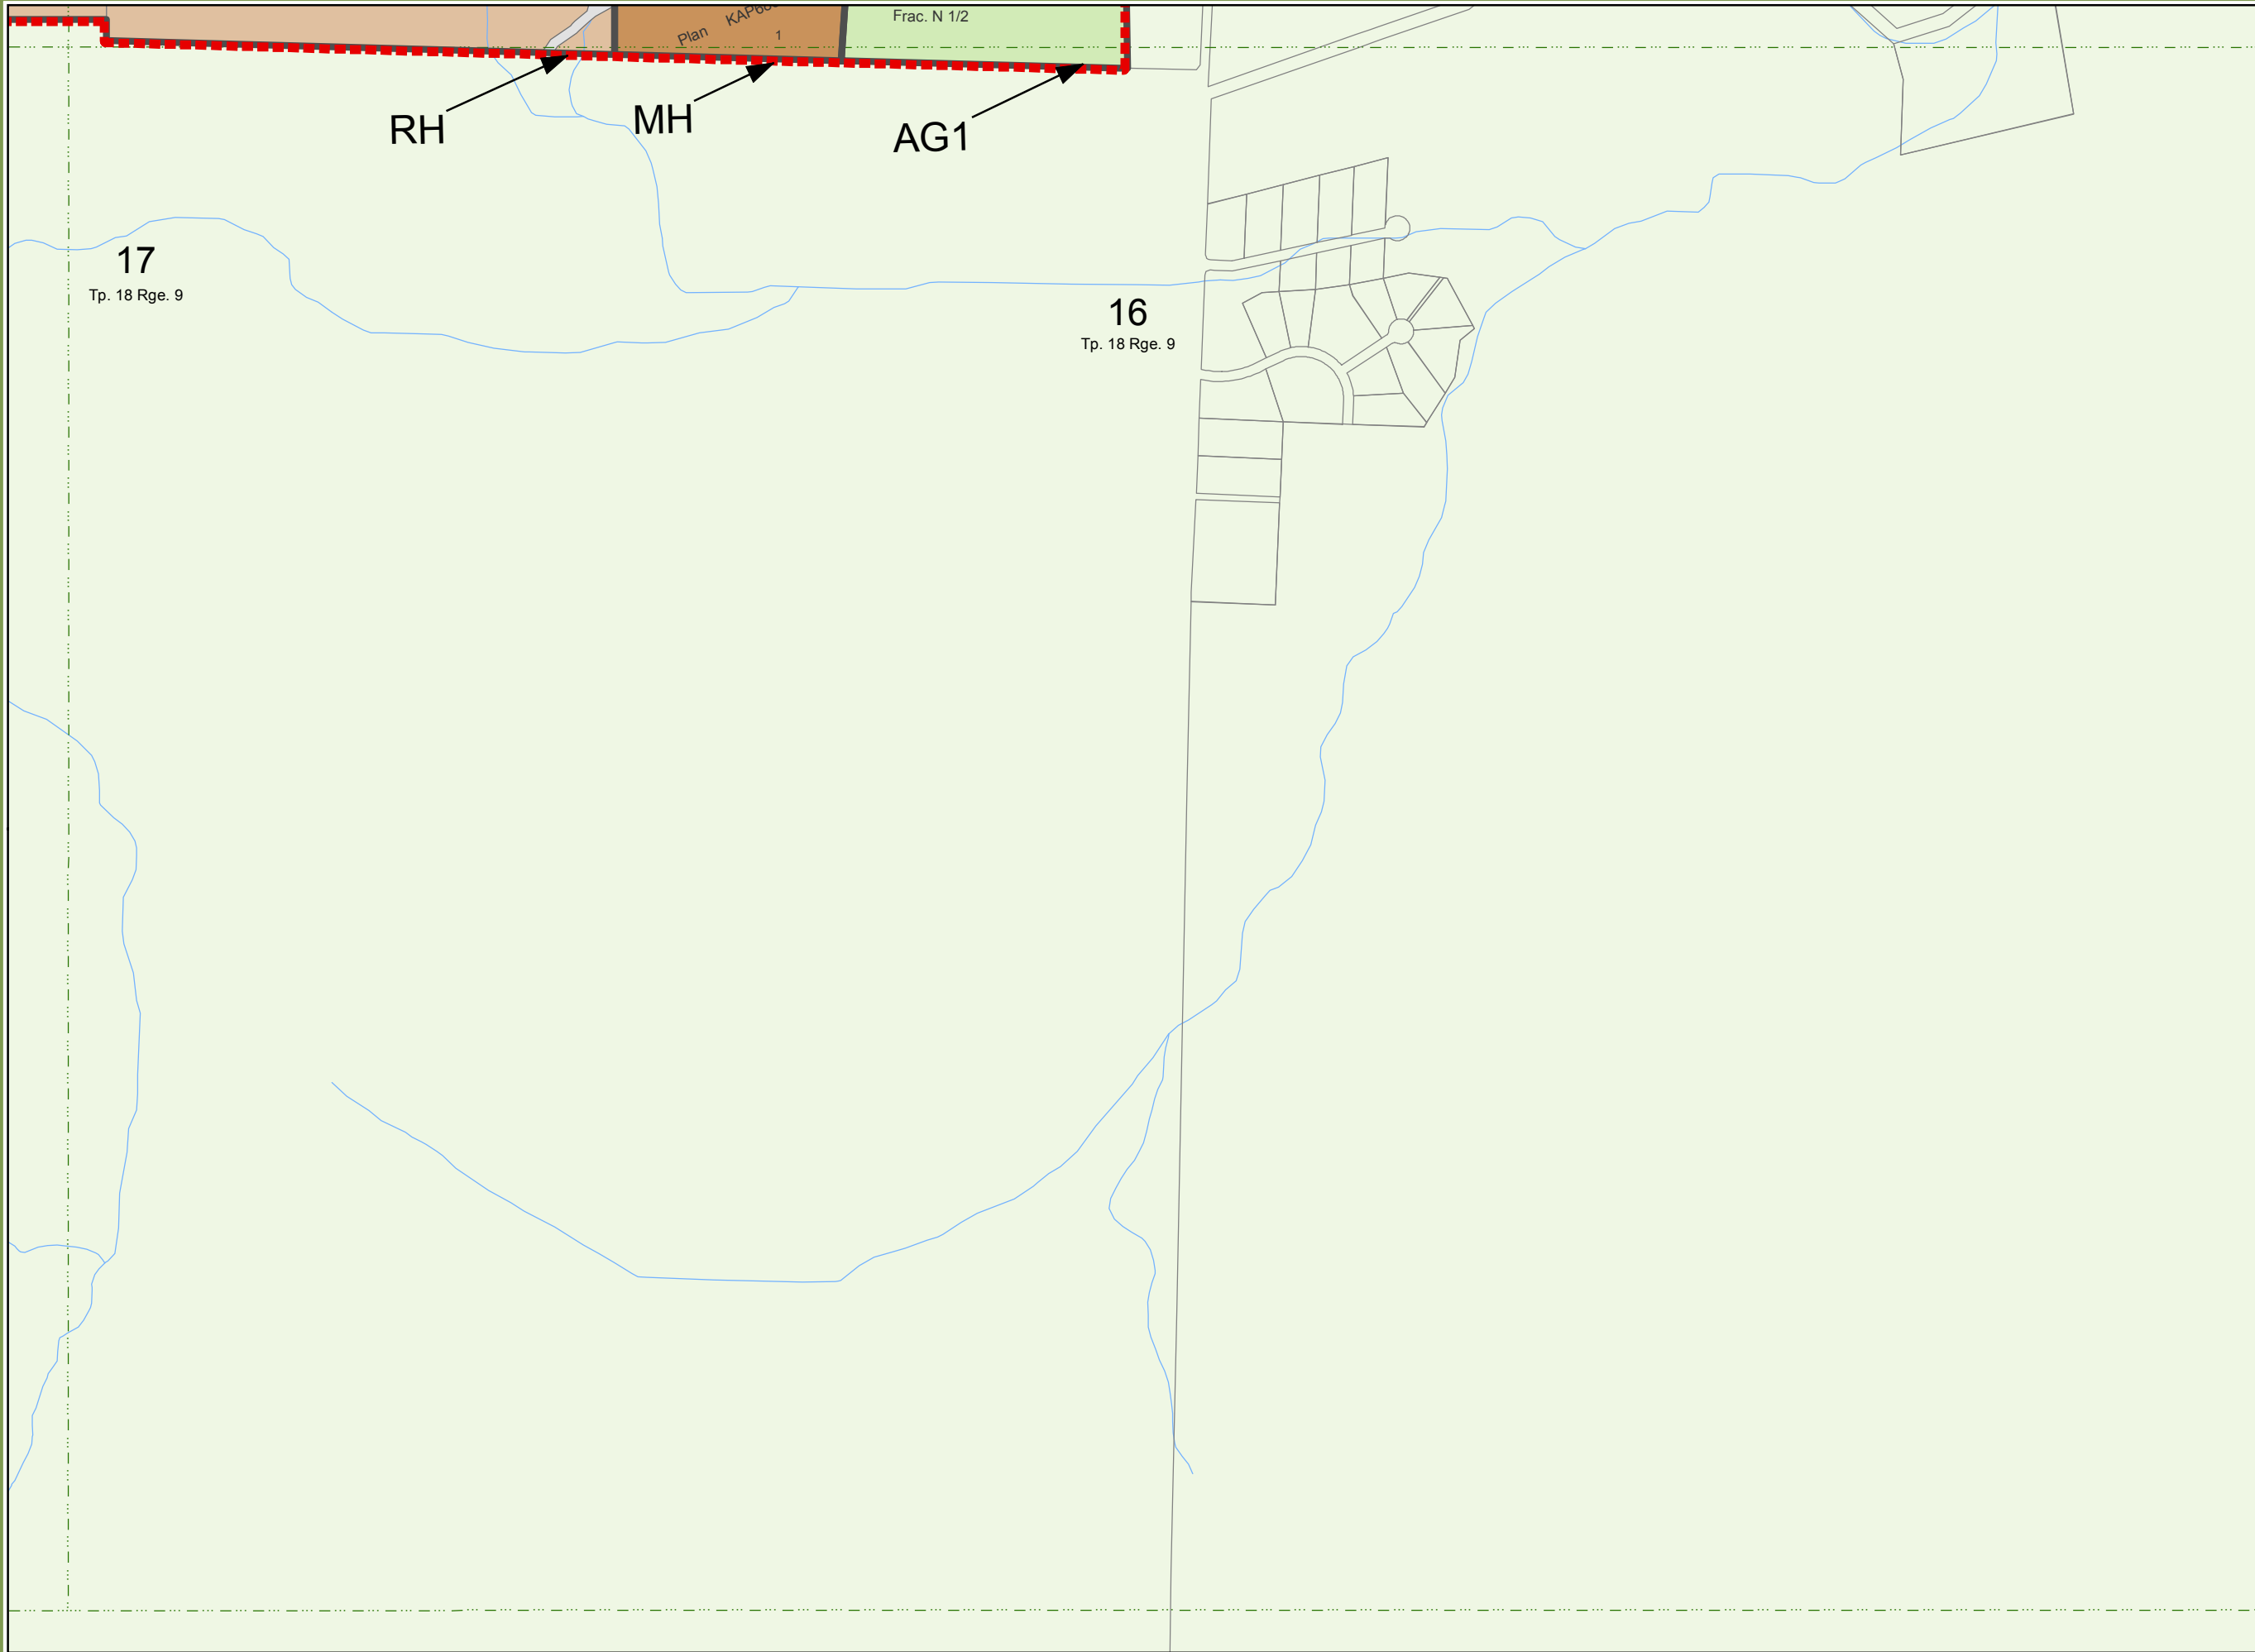 Frac. N 1/2
Plan
1
RH
MH
AG1
17
Tp. 18 Rge. 9
16
Tp. 18 Rge. 9